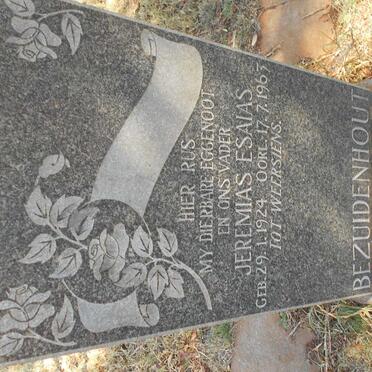 HIER RUS
MY DIERBARE EGGENOOT
EN ONS VADER
JEREMIAS ESAIAS
GEB. 29.1.1924. OORL. 17.7.1967.
TOT WEERSIENS.
BEZUIDENHOUT